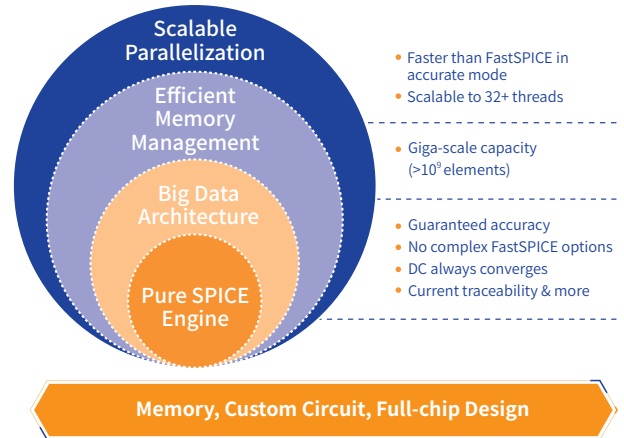 Scalable
Parallelization
Efficient
Memory
Management
Big Data
Architecture
Pure SPICE
Engine
• Faster than FastSPICE in
accurate mode
• Scalable to 32+ threads
• Giga-scale capacity
(>10⁹ elements)
• Guaranteed accuracy
• No complex FastSPICE options
• DC always converges
• Current traceability & more
Memory, Custom Circuit, Full-chip Design